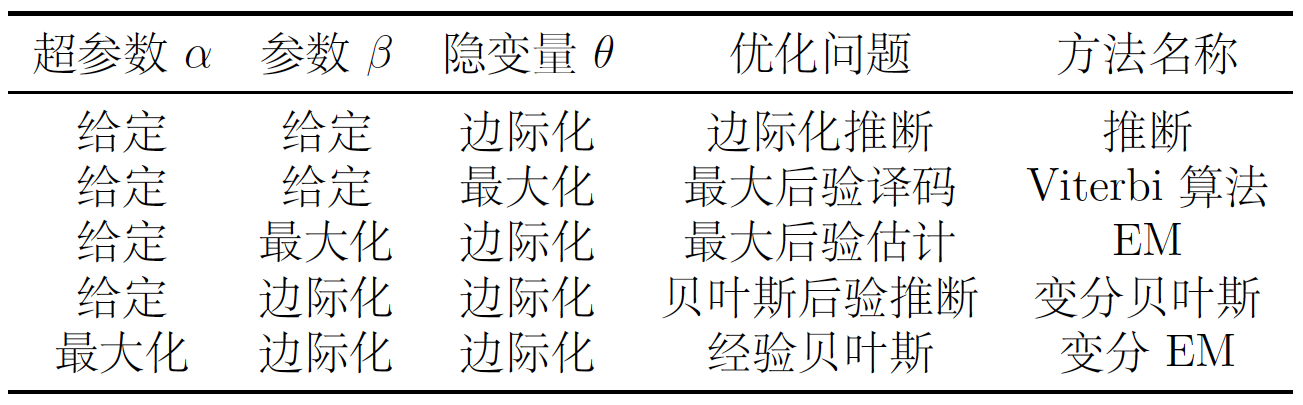 超参数 α 参数 β 隐变量 θ 优化问题 方法名称
给定 给定 边际化 边际化推断 推断
给定 给定 最大化 最大后验译码 Viterbi 算法
给定 最大化 边际化 最大后验估计 EM
给定 边际化 边际化 贝叶斯后验推断 变分贝叶斯
最大化 边际化 边际化 经验贝叶斯 变分 EM